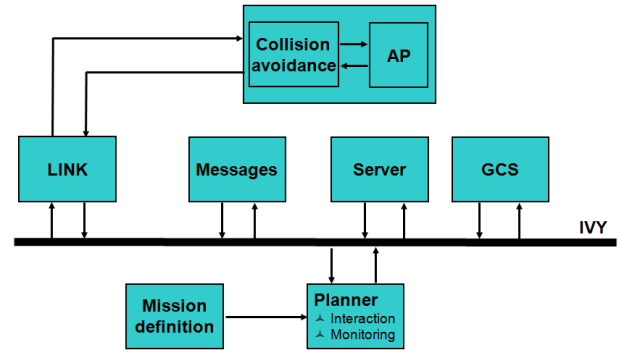 Collision
avoidance
AP
LINK
Messages
Server
GCS
IVY
Mission
definition
Planner
Interaction
Monitoring